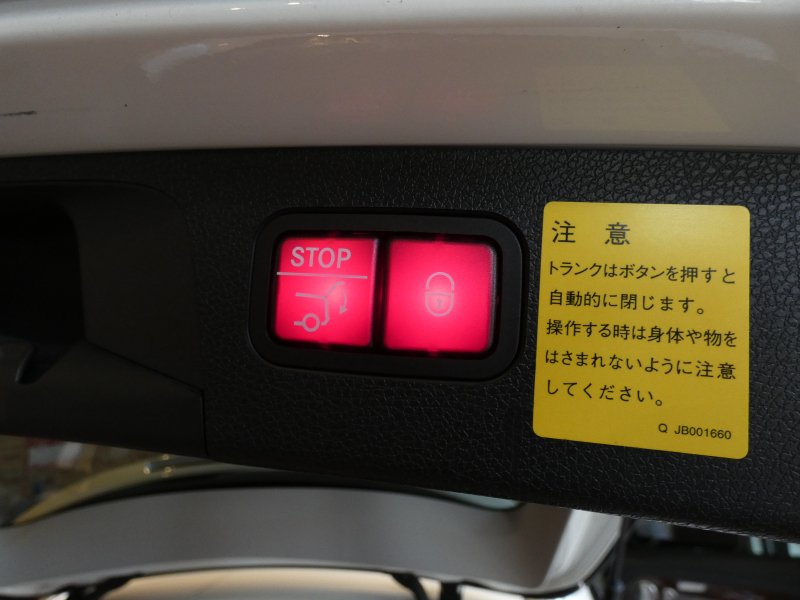 STOP
注意
トランクはボタンを押すと
自動的に閉じます。
操作する時は身体や物を
はさまれないように注意
してください。
Q JB001660